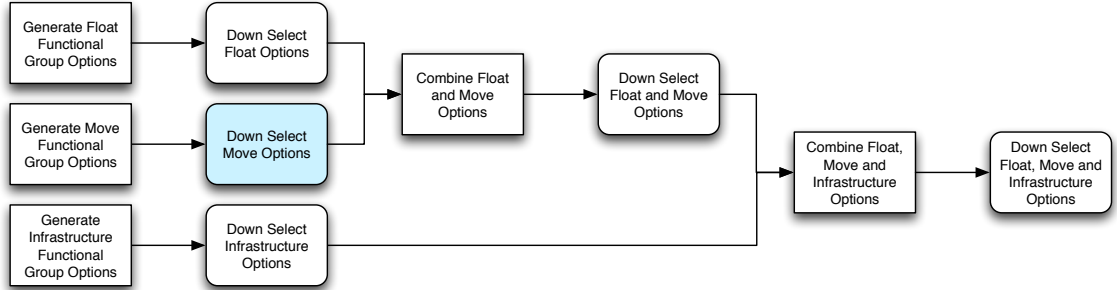 Generate Float
Functional
Group Options
Down Select
Float Options
Generate Move
Functional
Group Options
Down Select
Move Options
Generate
Infrastructure
Functional
Group Options
Down Select
Infrastructure
Options
Combine Float
and Move
Options
Down Select
Float and Move
Options
Combine Float,
Move and
Infrastructure
Options
Down Select
Float, Move and
Infrastructure
Options